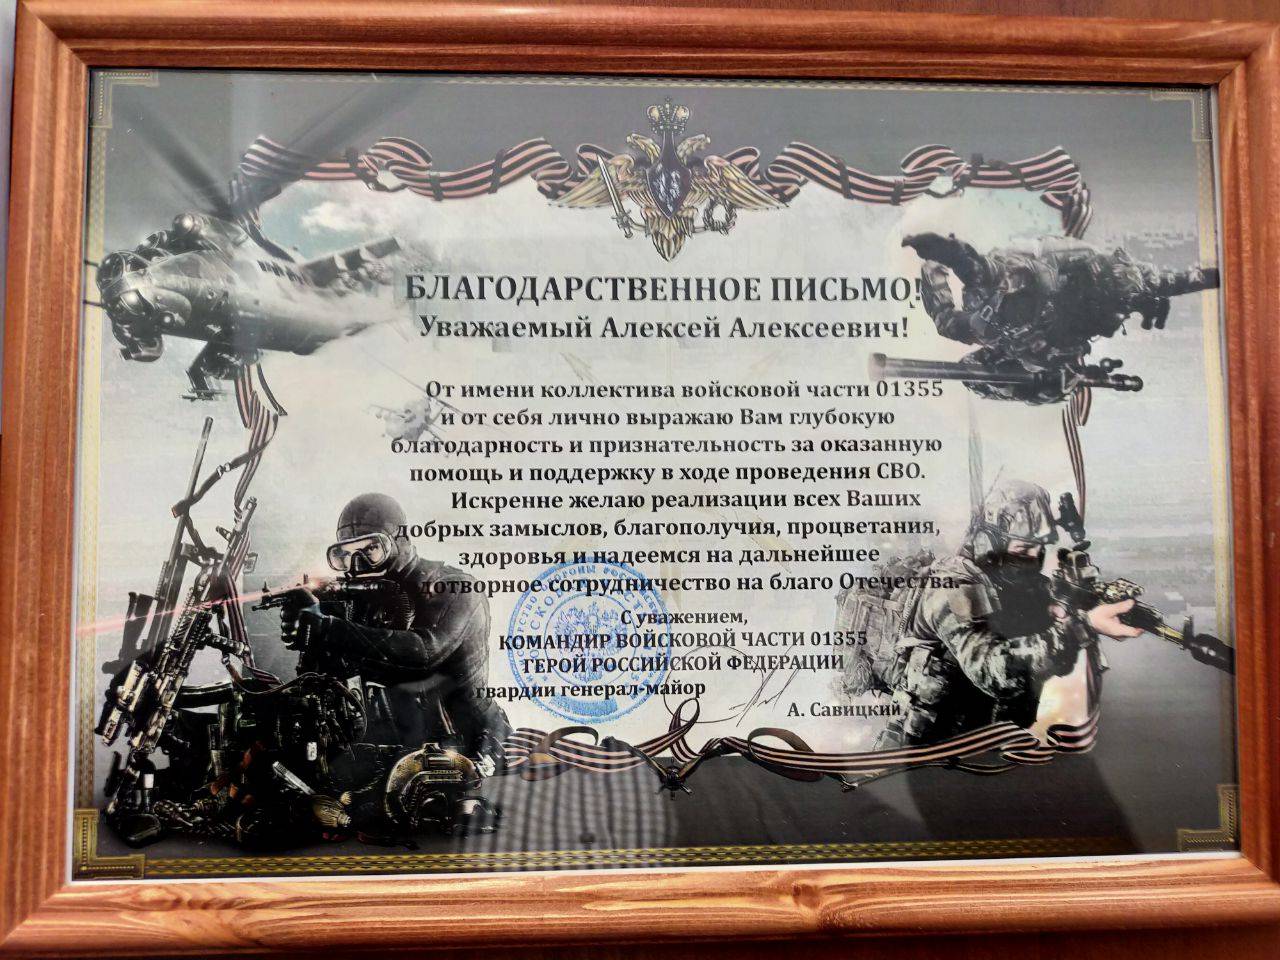 БЛАГОДАРСТВЕННОЕ ПИСЬМО!
Уважаемый Алексей Алексеевич!
От имени коллектива войсковой части 01355
и от себя лично выражаю Вам глубокую
благодарность и признательность за оказанную
помощь и поддержку в ходе проведения СВО.
Искренне желаю реализации всех Ваших
добрых замыслов, благополучия, процветания,
здоровья и надеемся на дальнейшее
дотворное сотрудничество на благо Отечества.
С уважением,
КОМАНДИР ВОЙСКОВОЙ ЧАСТИ 01355
ГЕРОЙ РОССИЙСКОЙ ФЕДЕРАЦИИ
гвардии генерал-майор
А. Савицкий